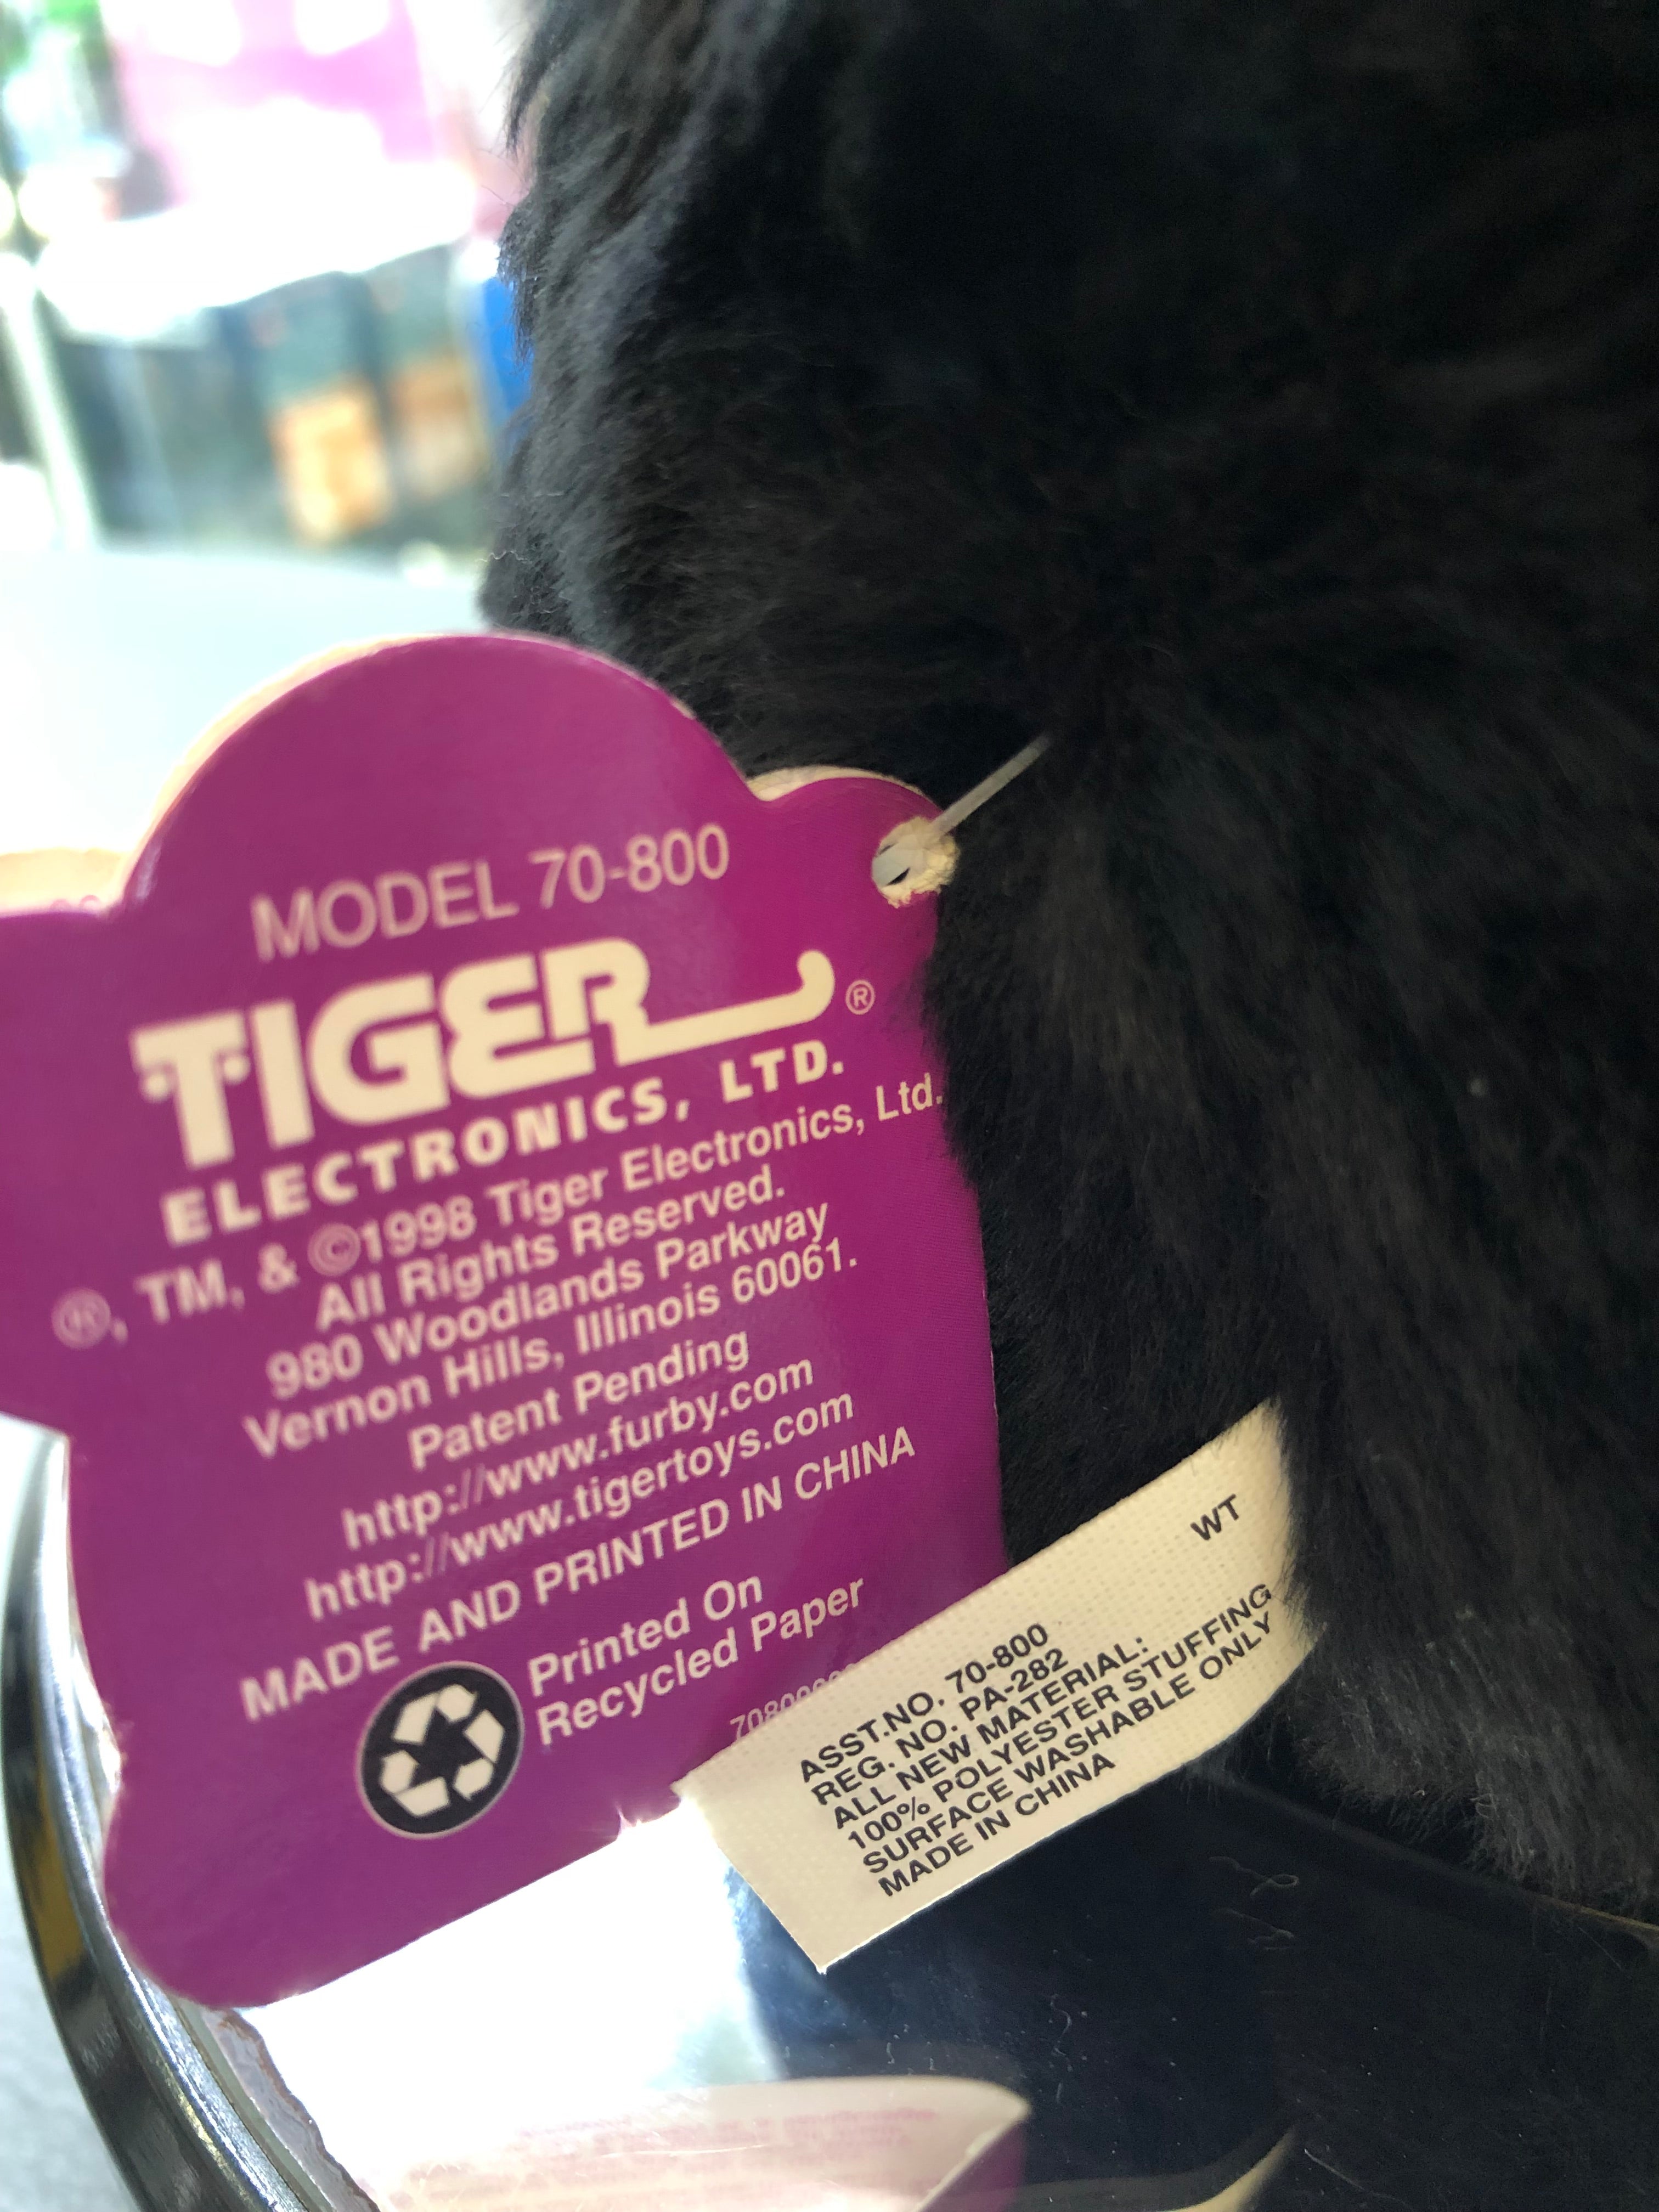 MODEL 70-800
TIGER®
ELECTRONICS, LTD.
®, TM, & ©1998 Tiger Electronics, Ltd.
All Rights Reserved.
980 Woodlands Parkway
Vernon Hills, Illinois 60061.
Patent Pending
http://www.furby.com
http://www.tigertoys.com
MADE AND PRINTED IN CHINA
Printed On
Recycled Paper
WT
ASST.NO. 70-800
REG. NO. PA-282
ALL NEW MATERIAL:
100% POLYESTER STUFFING
SURFACE WASHABLE ONLY
MADE IN CHINA